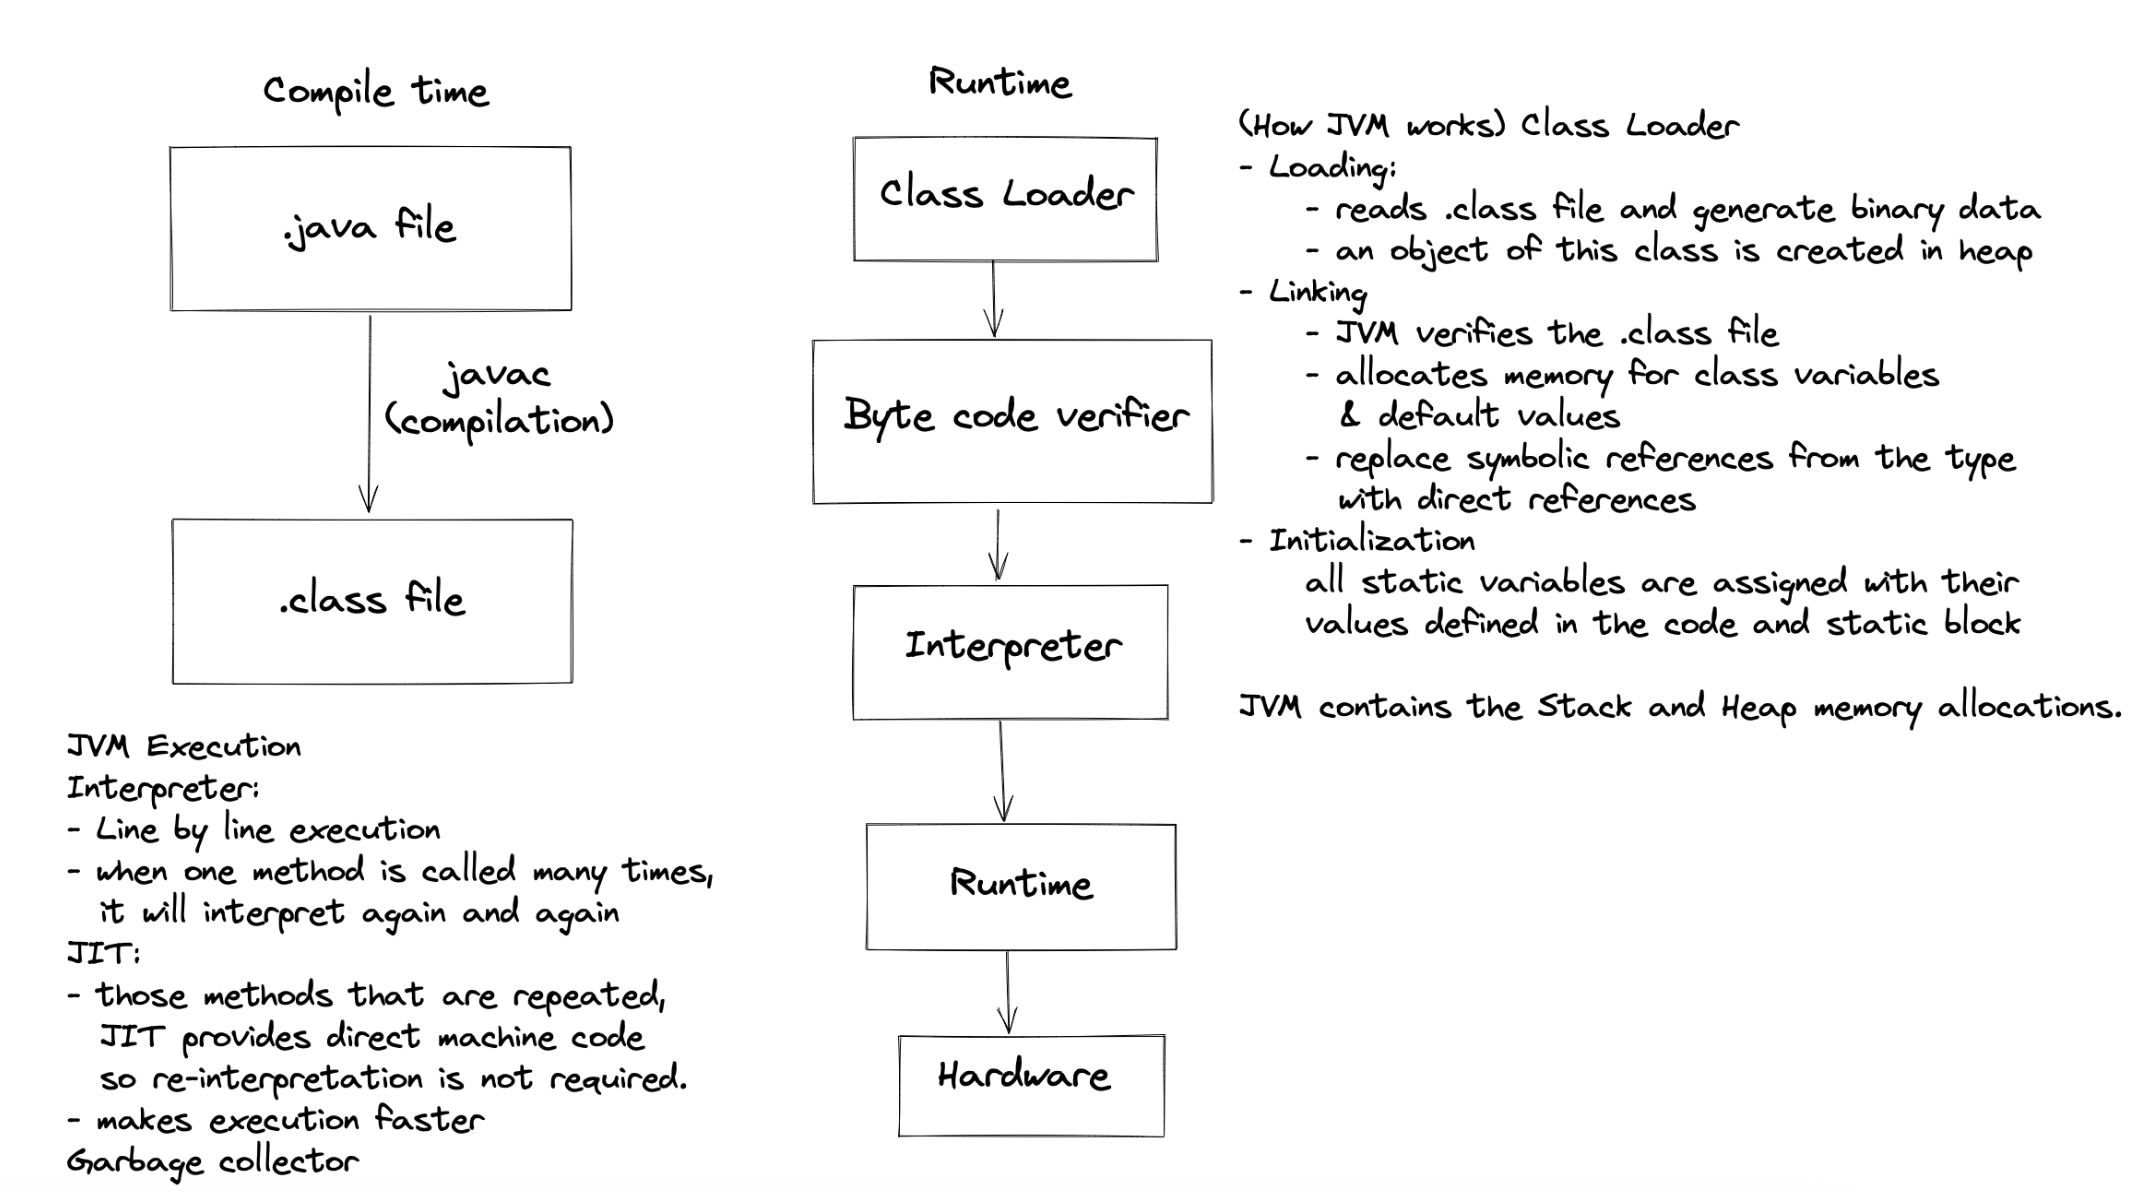 Compile time
.java file
javac
(compilation)
.class file
JVM Execution
Interpreter:
- Line by line execution
- when one method is called many times,
it will interpret again and again
JIT:
- those methods that are repeated,
JIT provides direct machine code
so re-interpretation is not required.
- makes execution faster
Garbage collector
Runtime
Class Loader
Byte code verifier
Interpreter
Runtime
Hardware
(How JVM works) Class Loader
- Loading:
- reads .class file and generate binary data
- an object of this class is created in heap
- Linking
- JVM verifies the .class file
- allocates memory for class variables
& default values
- replace symbolic references from the type
with direct references
- Initialization
all static variables are assigned with their
values defined in the code and static block
JVM contains the Stack and Heap memory allocations.